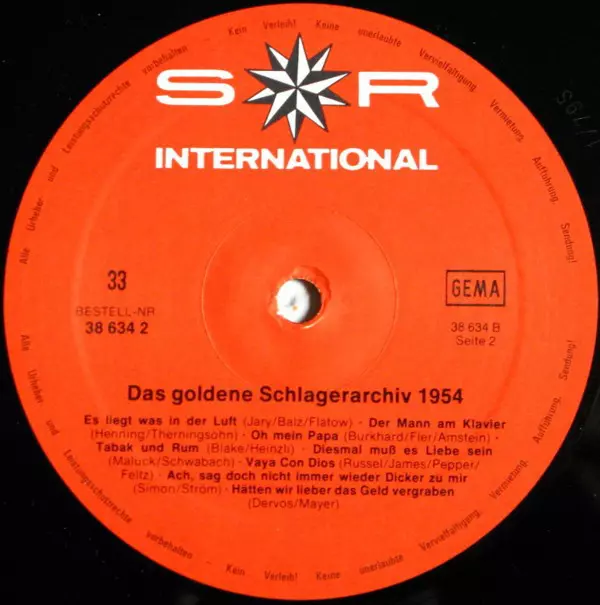 Alle Urheber- und Leistungsschutzrechte vorbehalten · Kein Verleih! Keine unerlaubte Vervielfältigung, Vermietung, Aufführung, Sendung!
S R
INTERNATIONAL
33
BESTELL-NR.
38 634 2
GEMA
38 634 B
Seite 2
Das goldene Schlagerarchiv 1954
Es liegt was in der Luft (Jary/Balz/Flatow) · Der Mann am Klavier
(Henning/Therningsohn) · Oh mein Papa (Burkhard/Fler/Amstein) ·
Tabak und Rum (Blake/Heinzli) · Diesmal muß es Liebe sein
(Maluck/Schwabach) · Vaya Con Dios (Russel/James/Pepper/
Feltz) · Ach, sag doch nicht immer wieder Dicker zu mir
(Simon/Ström) · Hätten wir lieber das Geld vergraben
(Dervos/Mayer)
Alle Urheber- und Leistungsschutzrechte vorbehalten · Kein Verleih! Keine unerlaubte Vervielfältigung, Vermietung, Aufführung, Sendung!